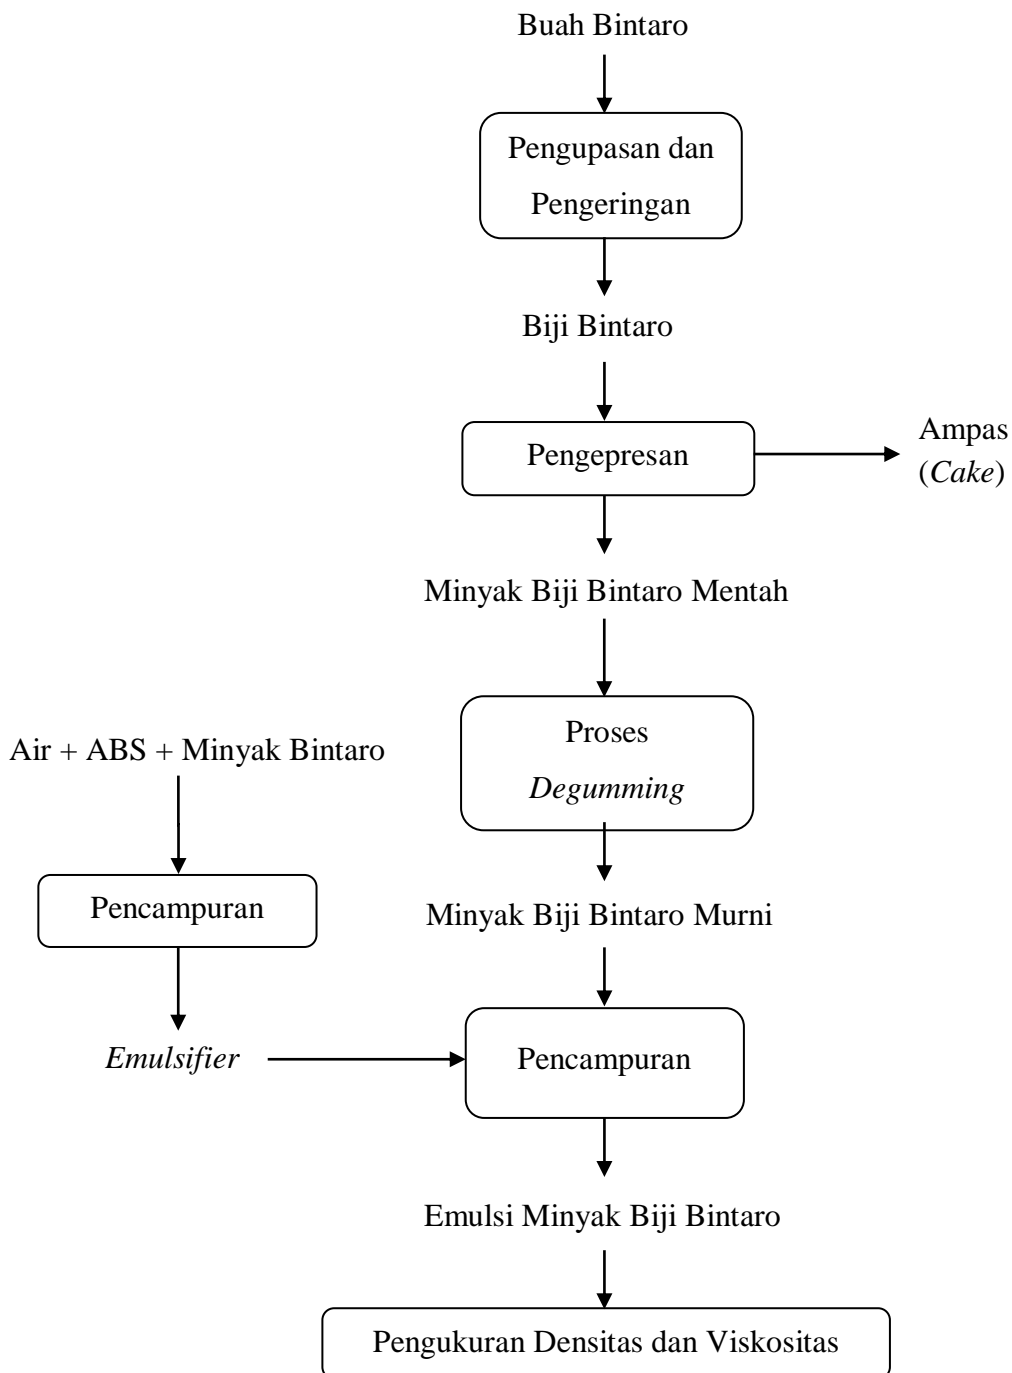 Buah Bintaro
Pengupasan dan
Pengeringan
Biji Bintaro
Pengepresan
Ampas
(Cake)
Minyak Biji Bintaro Mentah
Proses
Degumming
Air + ABS + Minyak Bintaro
Pencampuran
Minyak Biji Bintaro Murni
Emulsifier
Pencampuran
Emulsi Minyak Biji Bintaro
Pengukuran Densitas dan Viskositas